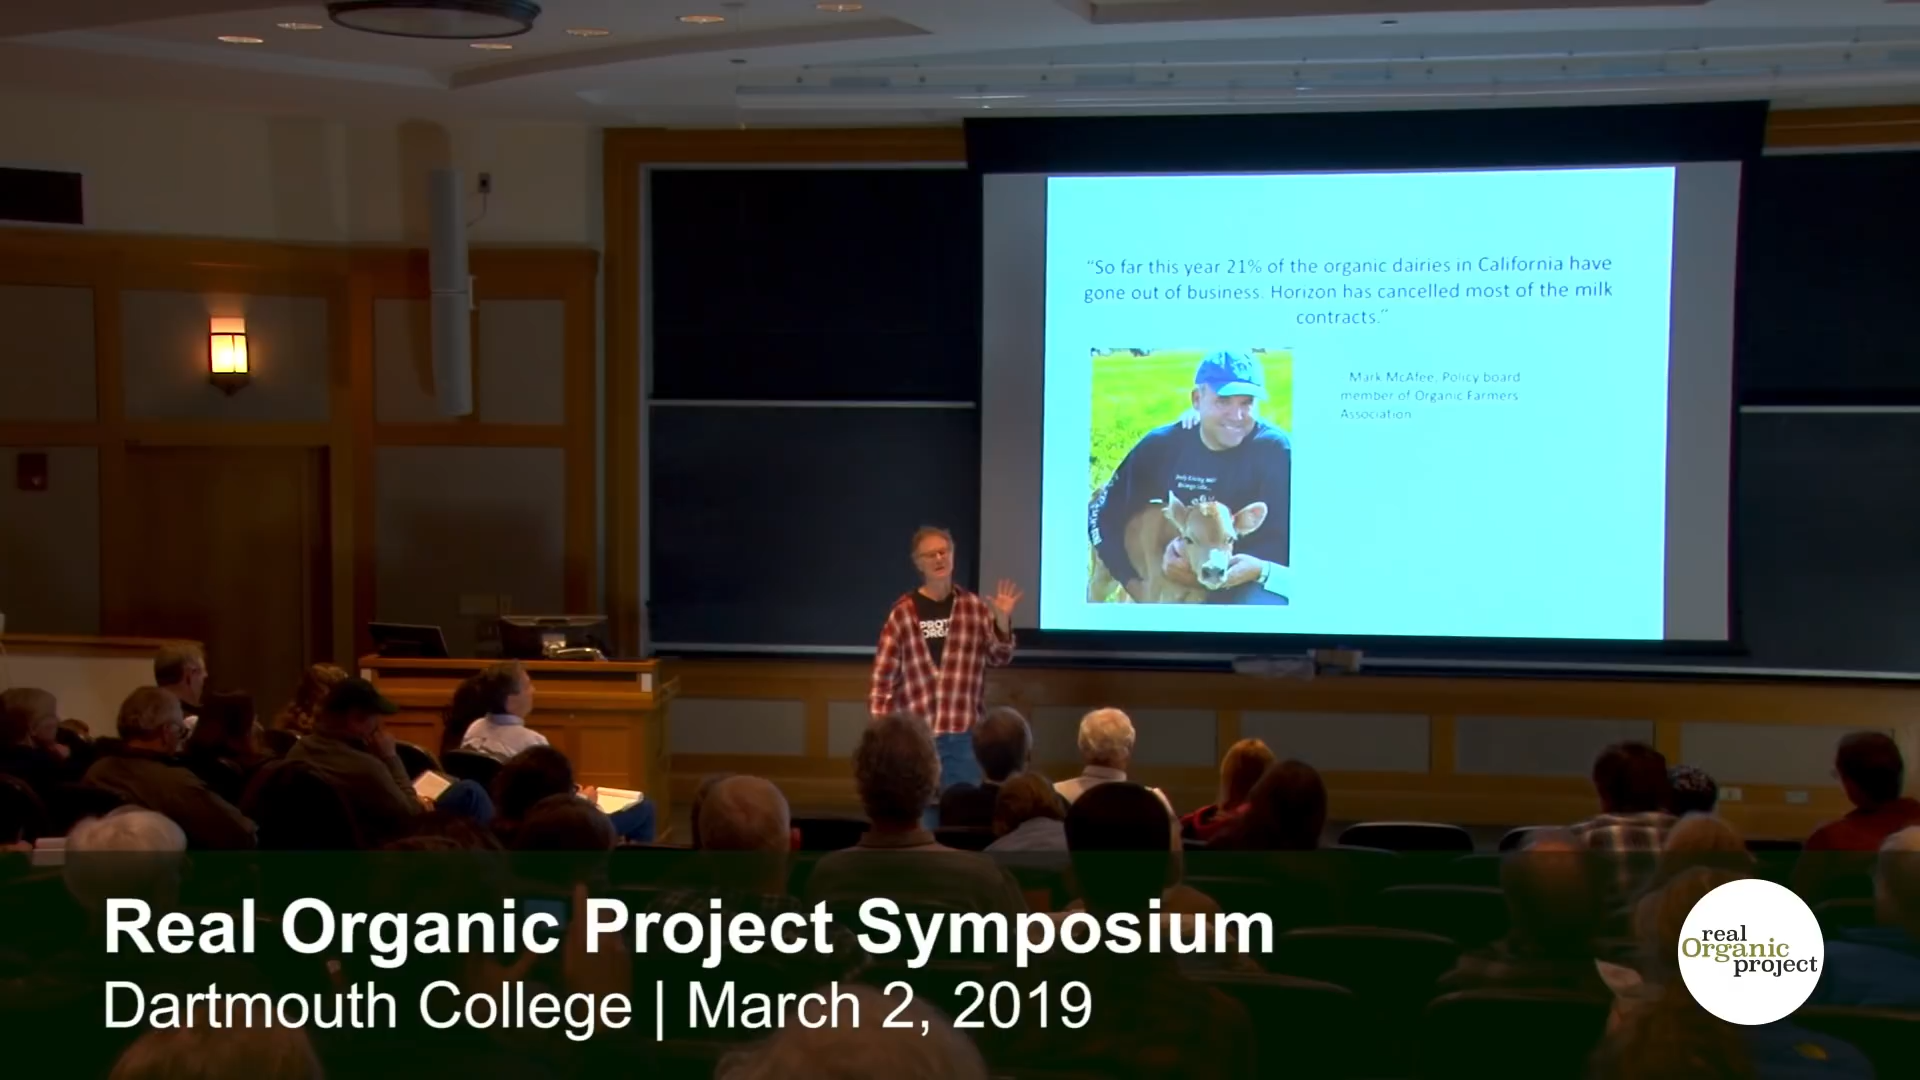 “So far this year 21% of the organic dairies in California have
gone out of business. Horizon has cancelled most of the milk
contracts.”
Mark McAfee, Policy board
member of Organic Farmers
Association
PROT
ORG
Real Organic Project Symposium
Dartmouth College | March 2, 2019
real
Organic
project